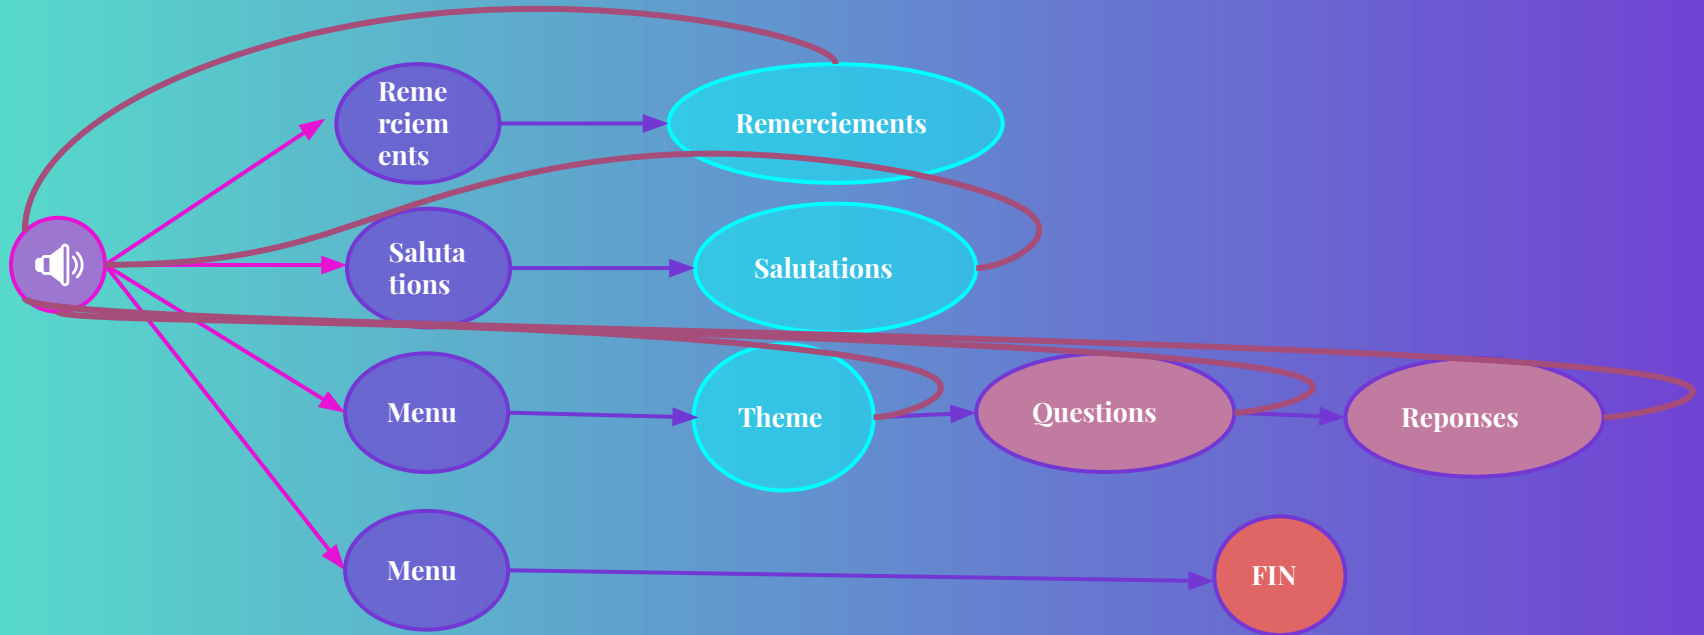 Reme
rciem
ents
Remerciements
Saluta
tions
Salutations
Menu
Theme
Questions
Reponses
Menu
FIN